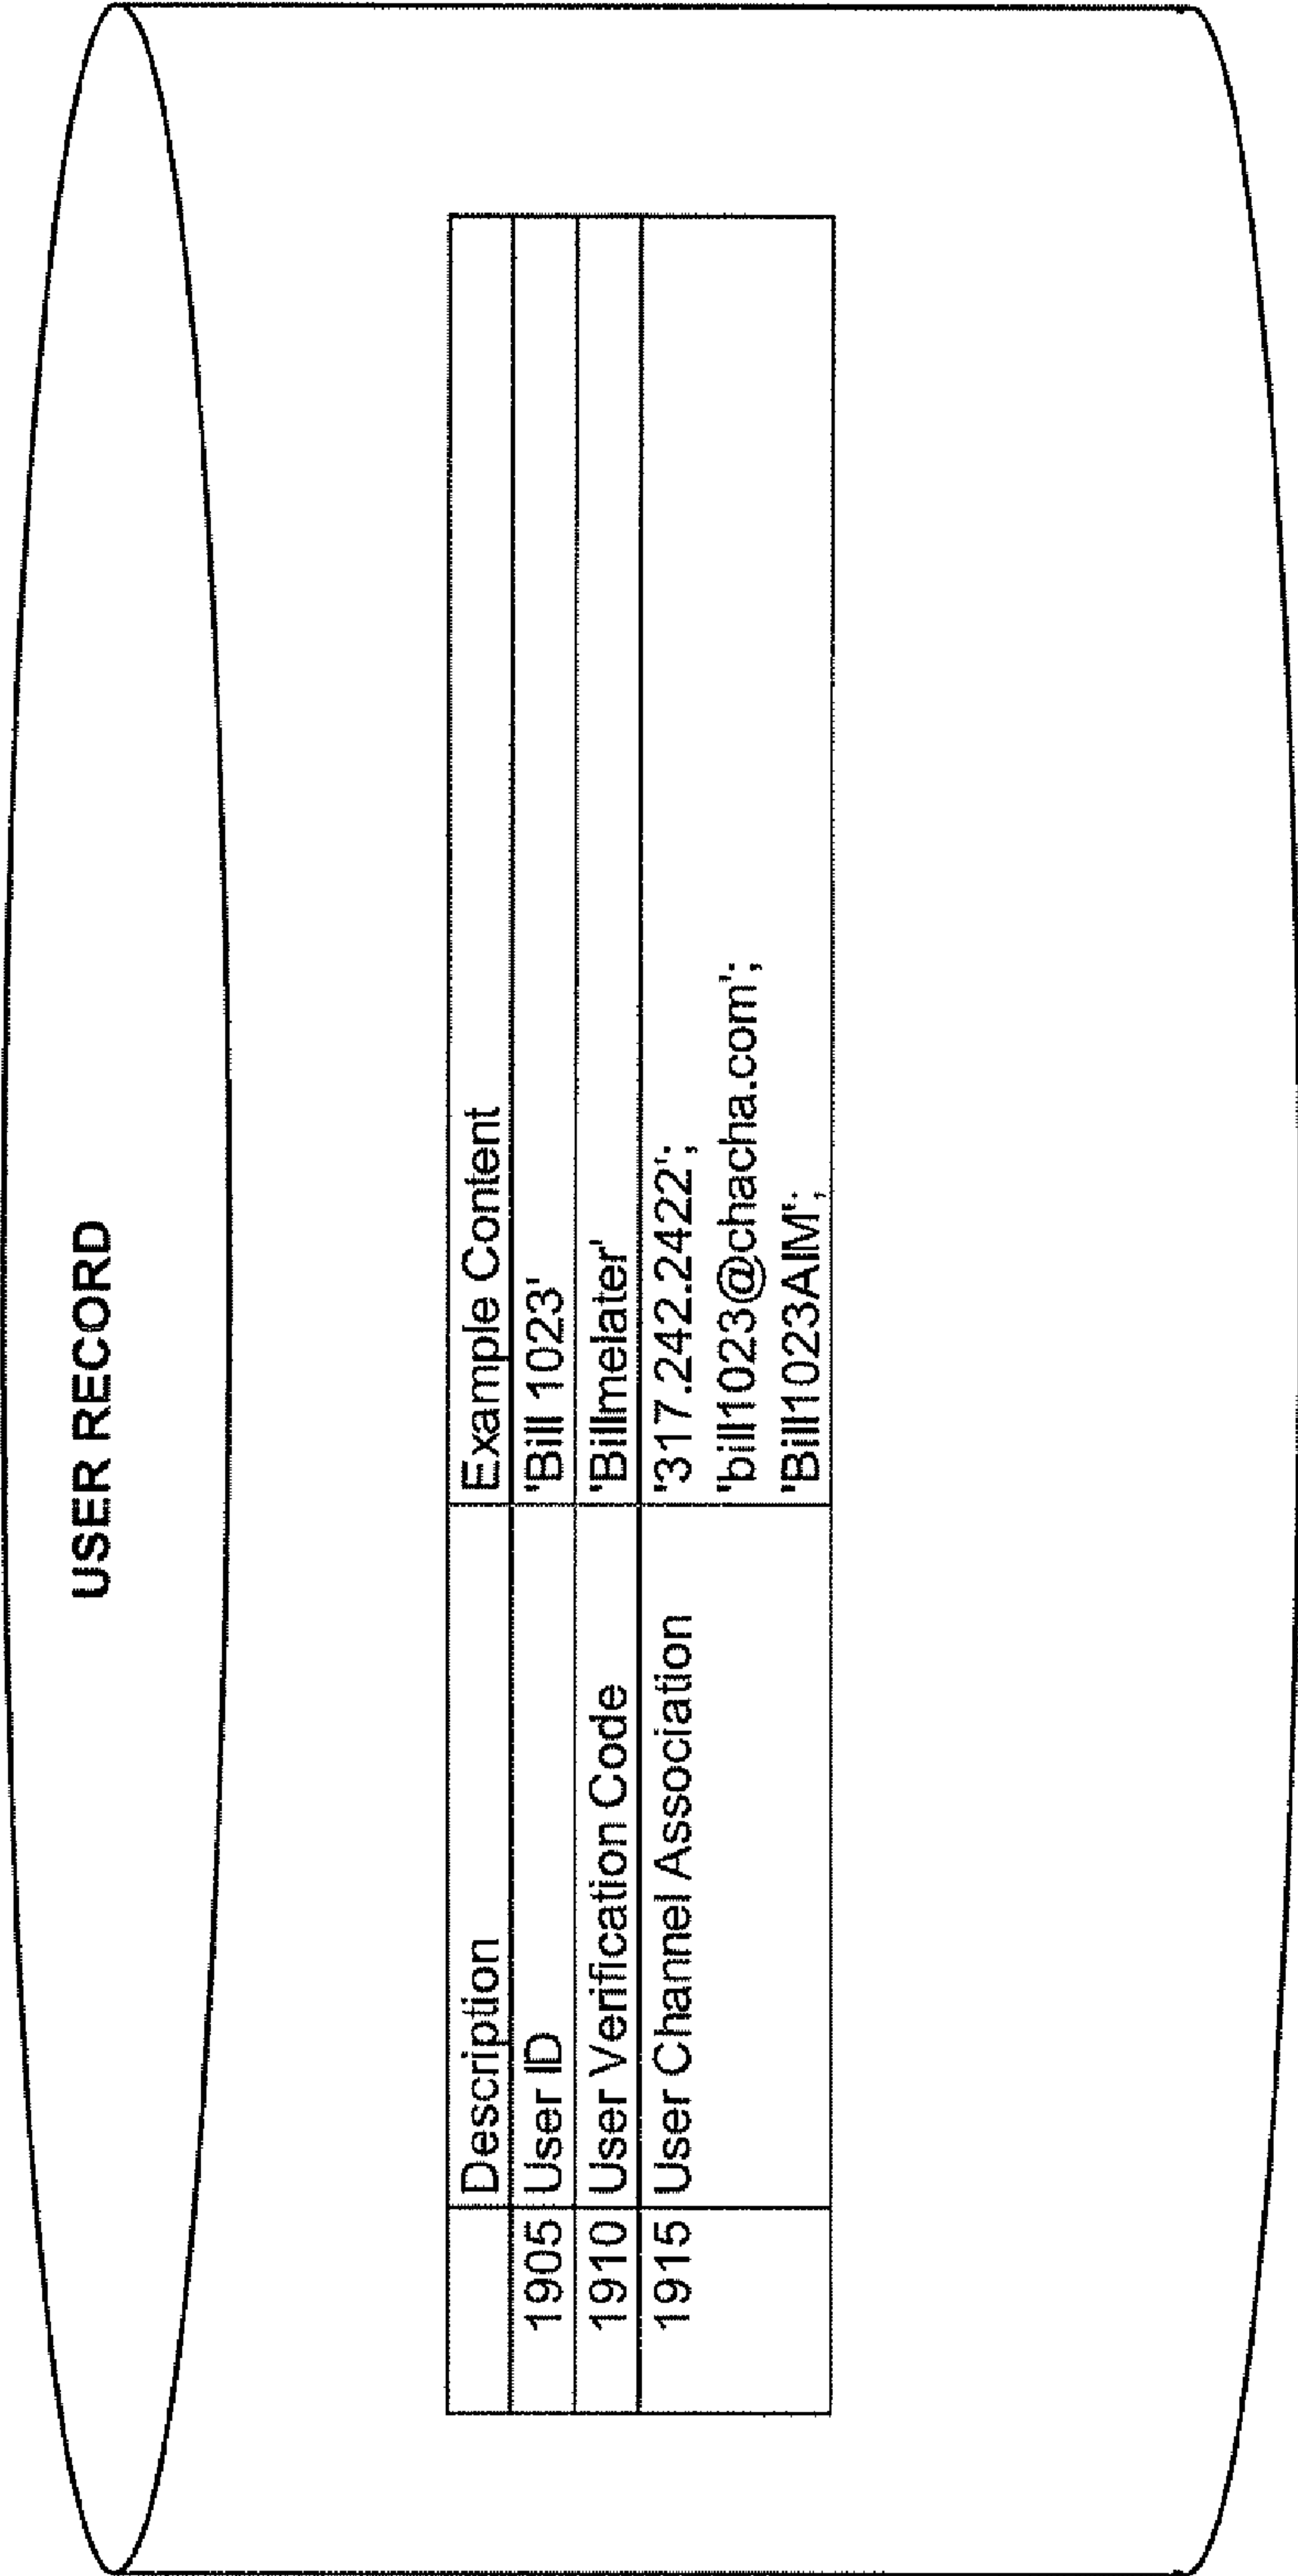 USER RECORD
Description Example Content
1905 User ID 'Bill 1023'
1910 User Verification Code 'Billmelater'
1915 User Channel Association '317.242.2422';
'bill1023@chacha.com';
'Bill1023AIM';